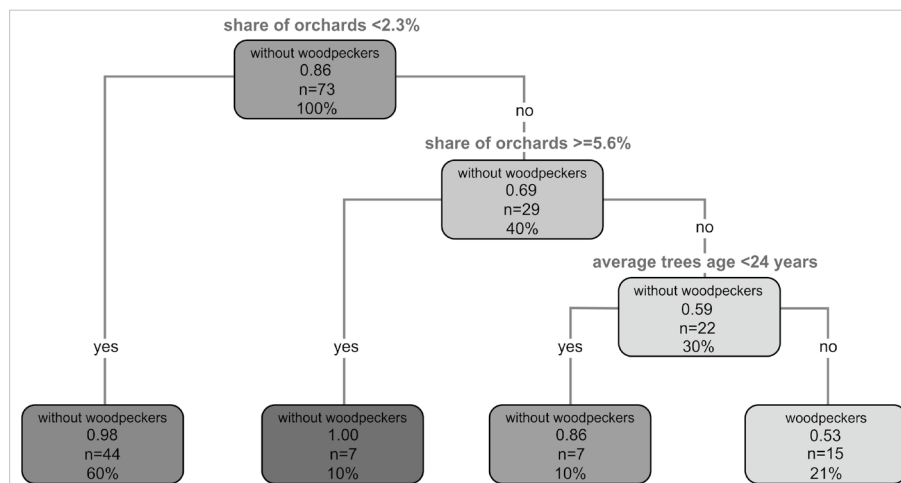 share of orchards <2.3%
without woodpeckers
0.86
n=73
100%
no
share of orchards >=5.6%
without woodpeckers
0.69
n=29
40%
no
average trees age <24 years
without woodpeckers
0.59
n=22
30%
yes
yes
yes
no
without woodpeckers
0.98
n=44
60%
without woodpeckers
1.00
n=7
10%
without woodpeckers
0.86
n=7
10%
woodpeckers
0.53
n=15
21%